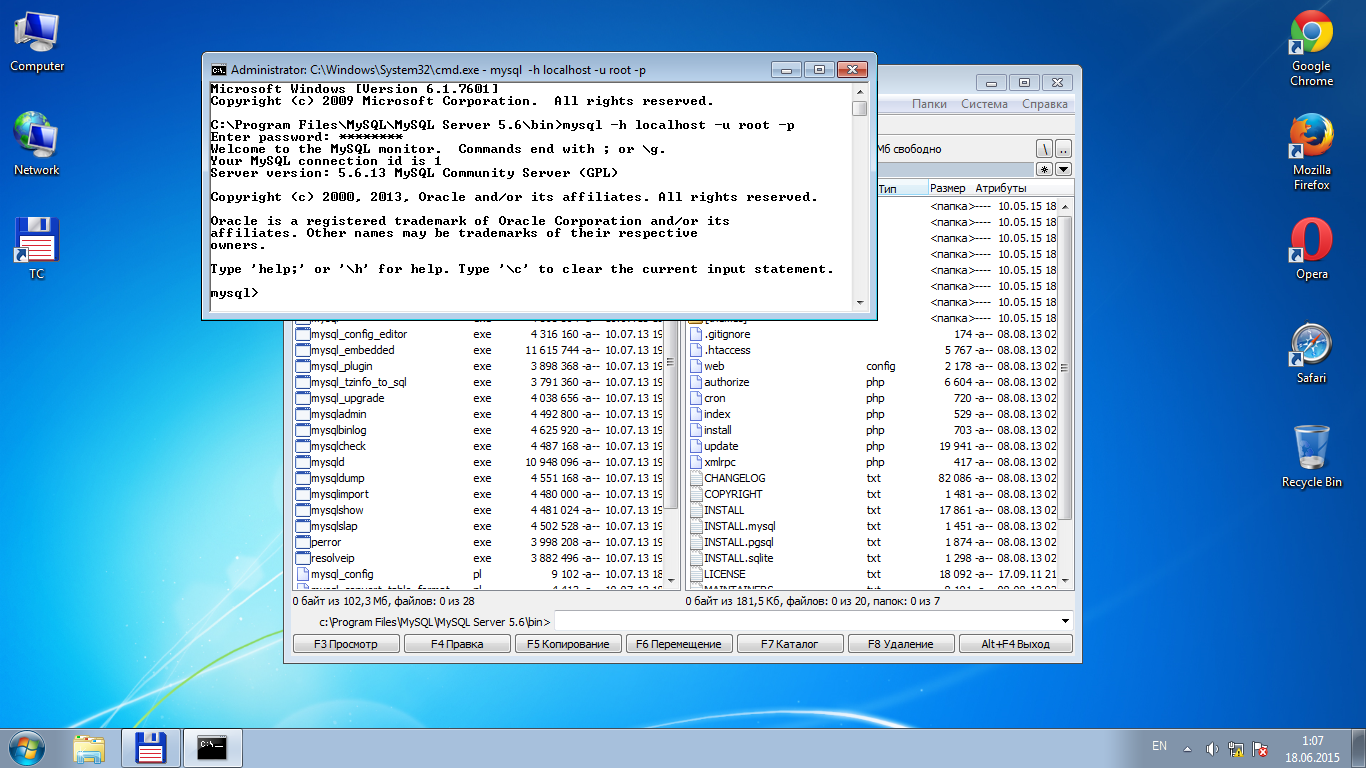 Computer
Network
TC
Administrator: C:\Windows\System32\cmd.exe - mysql -h localhost -u root -p
Microsoft Windows [Version 6.1.7601]
Copyright (c) 2009 Microsoft Corporation.  All rights reserved.
C:\Program Files\MySQL\MySQL Server 5.6\bin>mysql -h localhost -u root -p
Enter password: ********
Welcome to the MySQL monitor.  Commands end with ; or \g.
Your MySQL connection id is 1
Server version: 5.6.13 MySQL Community Server (GPL)
Copyright (c) 2000, 2013, Oracle and/or its affiliates. All rights reserved.
Oracle is a registered trademark of Oracle Corporation and/or its
affiliates. Other names may be trademarks of their respective
owners.
Type 'help;' or '\h' for help. Type '\c' to clear the current input statement.
mysql>
Папки Система Справка
Мб свободно
\ ..
* 
Тип Размер Атрибуты
<папка>---- 10.05.15 18
<папка>---- 10.05.15 18
<папка>---- 10.05.15 18
<папка>---- 10.05.15 18
<папка>---- 10.05.15 18
<папка>---- 10.05.15 18
<папка>---- 10.05.15 18
<папка>---- 10.05.15 18
mysql_config_editor exe 4 316 160 -a-- 10.07.13 19
mysql_embedded exe 11 615 744 -a-- 10.07.13 19
mysql_plugin exe 3 898 368 -a-- 10.07.13 19
mysql_tzinfo_to_sql exe 3 791 360 -a-- 10.07.13 19
mysql_upgrade exe 4 038 656 -a-- 10.07.13 19
mysqladmin exe 4 492 800 -a-- 10.07.13 19
mysqlbinlog exe 4 625 920 -a-- 10.07.13 19
mysqlcheck exe 4 487 168 -a-- 10.07.13 19
mysqld exe 10 948 096 -a-- 10.07.13 19
mysqldump exe 4 551 168 -a-- 10.07.13 19
mysqlimport exe 4 480 000 -a-- 10.07.13 19
mysqlshow exe 4 481 024 -a-- 10.07.13 19
mysqlslap exe 4 502 528 -a-- 10.07.13 19
perror exe 3 998 208 -a-- 10.07.13 19
resolveip exe 3 882 496 -a-- 10.07.13 19
mysql_config pl 9 102 -a-- 10.07.13 18
.gitignore 174 -a-- 08.08.13 02
.htaccess 5 767 -a-- 08.08.13 02
web config 2 178 -a-- 08.08.13 02
authorize php 6 604 -a-- 08.08.13 02
cron php 720 -a-- 08.08.13 02
index php 529 -a-- 08.08.13 02
install php 703 -a-- 08.08.13 02
update php 19 941 -a-- 08.08.13 02
xmlrpc php 417 -a-- 08.08.13 02
CHANGELOG txt 82 086 -a-- 08.08.13 02
COPYRIGHT txt 1 481 -a-- 08.08.13 02
INSTALL txt 17 861 -a-- 08.08.13 02
INSTALL.mysql txt 1 451 -a-- 08.08.13 02
INSTALL.pgsql txt 1 874 -a-- 08.08.13 02
INSTALL.sqlite txt 1 298 -a-- 08.08.13 02
LICENSE txt 18 092 -a-- 17.09.11 21
0 байт из 102,3 Мб, файлов: 0 из 28
0 байт из 181,5 Кб, файлов: 0 из 20, папок: 0 из 7
c:\Program Files\MySQL\MySQL Server 5.6\bin>
F3 Просмотр F4 Правка F5 Копирование F6 Перемещение F7 Каталог F8 Удаление Alt+F4 Выход
Google
Chrome
Mozilla
Firefox
Opera
Safari
Recycle Bin
C:\_
EN
1:07
18.06.2015